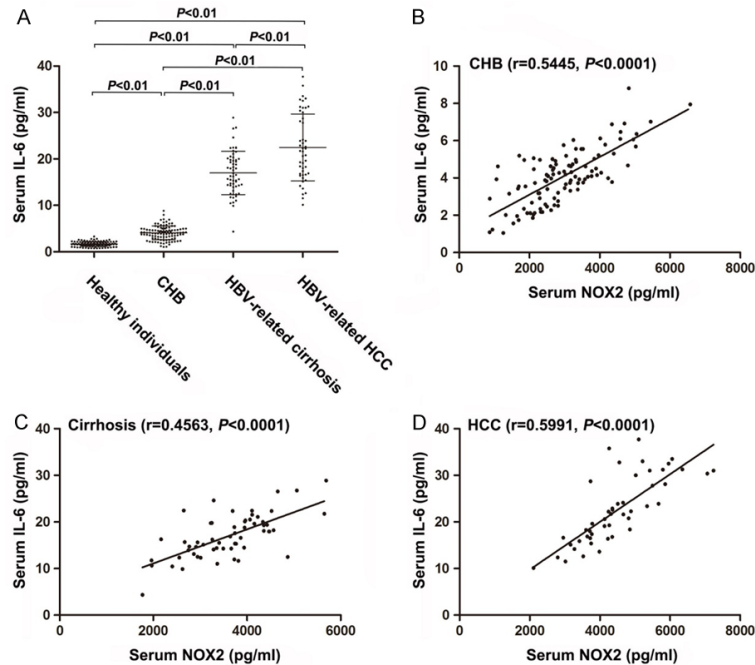 A
P<0.01
P<0.01
P<0.01
P<0.01
P<0.01
P<0.01
Serum IL-6 (pg/ml)
40
30
20
10
0
Healthy individuals
CHB
HBV-related cirrhosis
HBV-related HCC
B
CHB (r=0.5445, P<0.0001)
Serum IL-6 (pg/ml)
10
8
6
4
2
0
0 2000 4000 6000 8000
Serum NOX2 (pg/ml)
C
Cirrhosis (r=0.4563, P<0.0001)
Serum IL-6 (pg/ml)
40
30
20
10
0
0 2000 4000 6000
Serum NOX2 (pg/ml)
D
HCC (r=0.5991, P<0.0001)
Serum IL-6 (pg/ml)
40
30
20
10
0
0 2000 4000 6000 8000
Serum NOX2 (pg/ml)